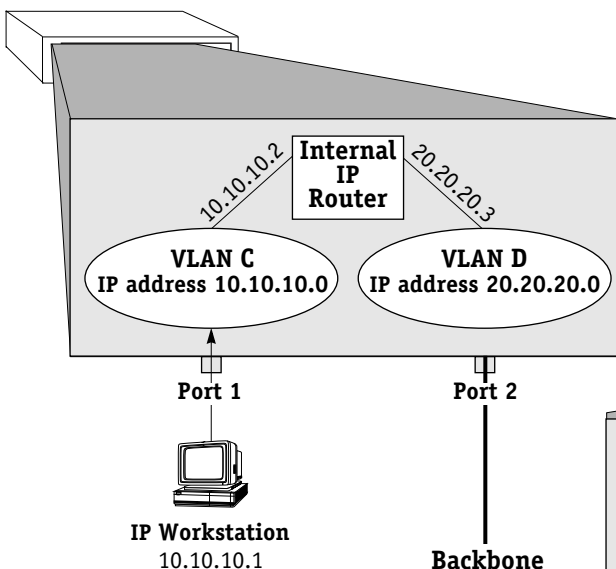 Internal
IP
Router
10.10.10.2
20.20.20.3
VLAN C
IP address 10.10.10.0
VLAN D
IP address 20.20.20.0
Port 1
Port 2
IP Workstation
10.10.10.1
Backbone